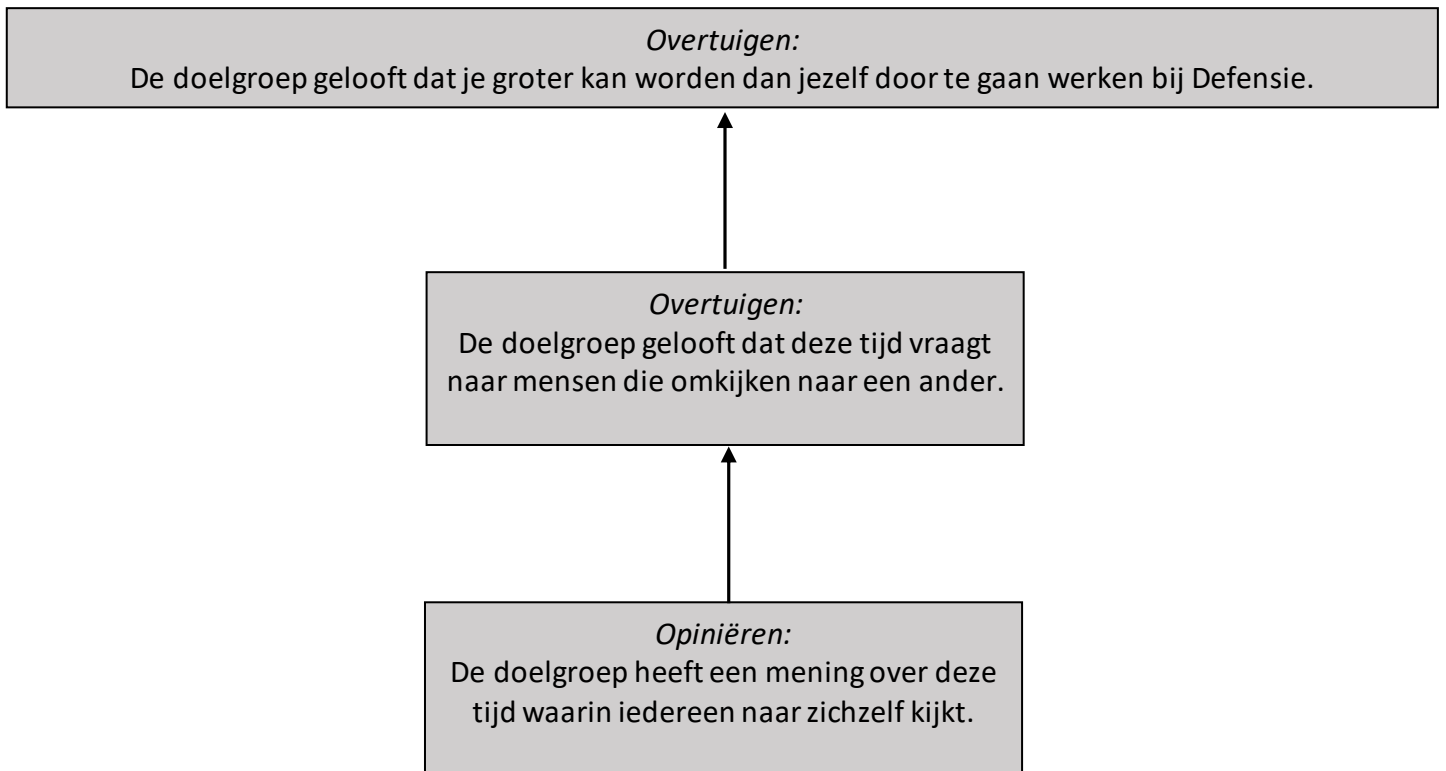 Overtuigen:
De doelgroep gelooft dat je groter kan worden dan jezelf door te gaan werken bij Defensie.
Overtuigen:
De doelgroep gelooft dat deze tijd vraagt
naar mensen die omkijken naar een ander.
Opiniëren:
De doelgroep heeft een mening over deze
tijd waarin iedereen naar zichzelf kijkt.